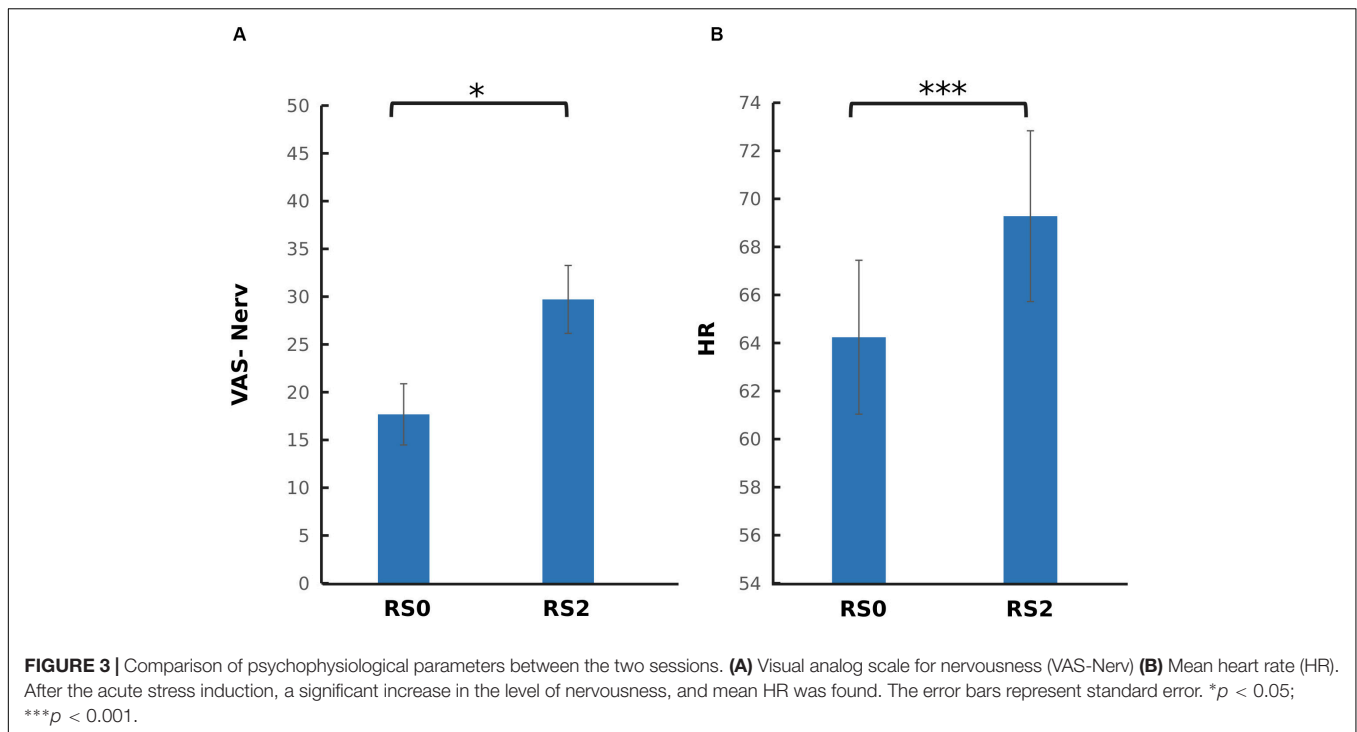 A
B
*
***
50
45
40
35
30
25
20
15
10
5
0
VAS- Nerv
RS0 RS2
74
72
70
68
66
64
62
60
58
56
54
HR
RS0 RS2
FIGURE 3 | Comparison of psychophysiological parameters between the two sessions. (A) Visual analog scale for nervousness (VAS-Nerv) (B) Mean heart rate (HR).
After the acute stress induction, a significant increase in the level of nervousness, and mean HR was found. The error bars represent standard error. *p < 0.05;
***p < 0.001.